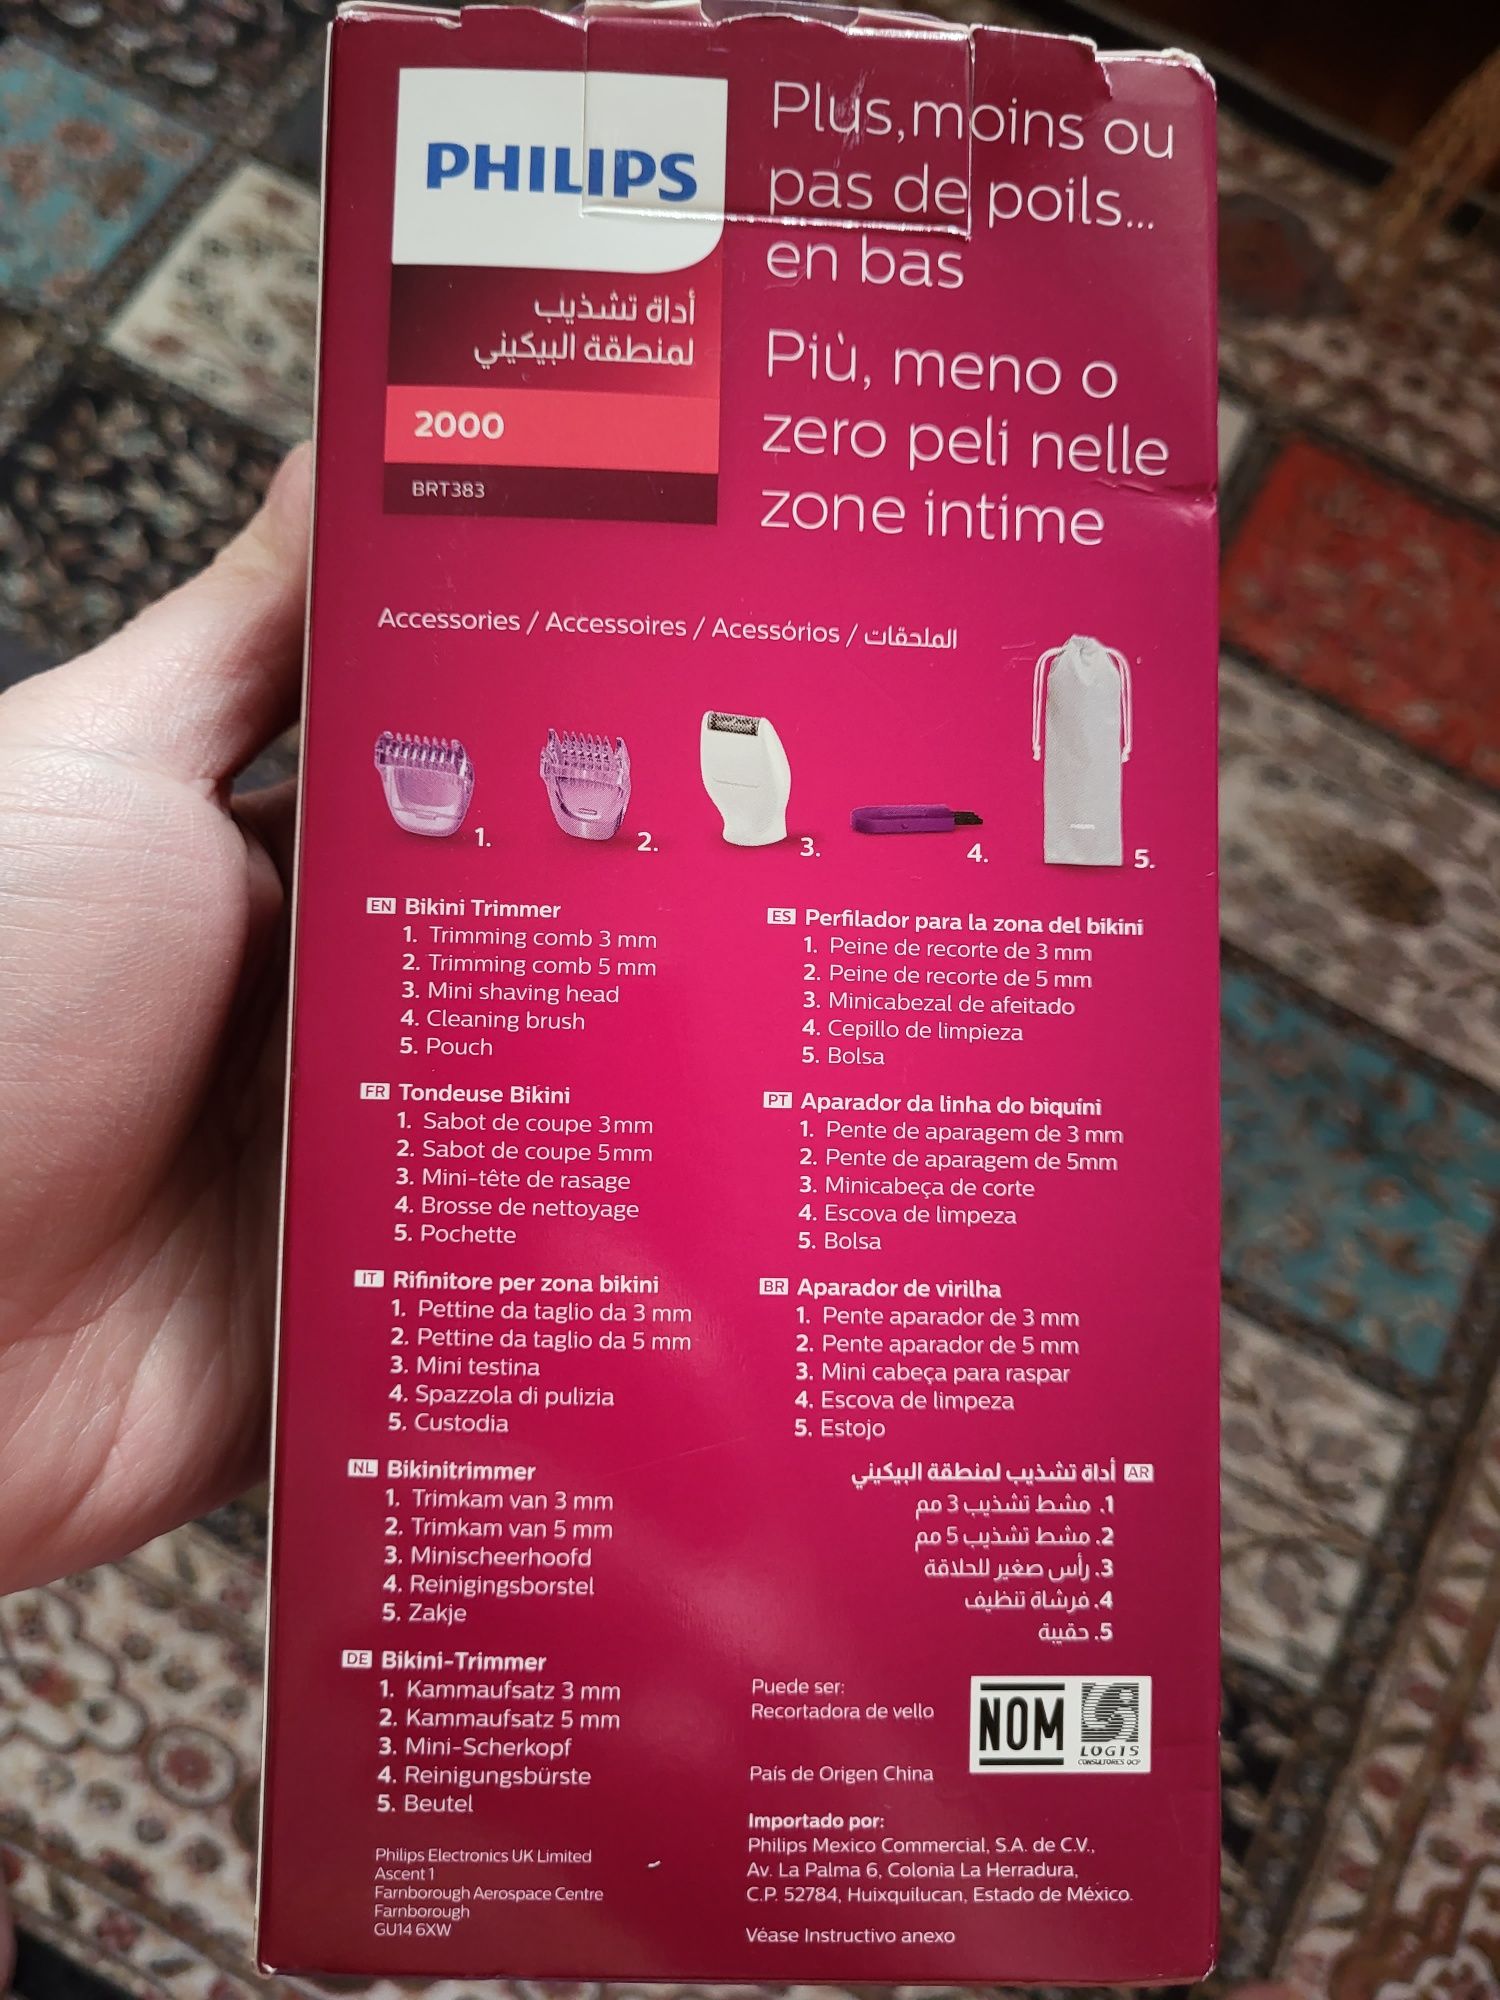 PHILIPS
أداة تشذيب
لمنطقة البيكيني
2000
BRT383
Plus, moins ou
pas de poils...
en bas
Più, meno o
zero peli nelle
zone intime
Accessories / Accessoires / Acessórios / الملحقات
1.
2.
3.
4.
5.
EN Bikini Trimmer
1. Trimming comb 3 mm
2. Trimming comb 5 mm
3. Mini shaving head
4. Cleaning brush
5. Pouch
FR Tondeuse Bikini
1. Sabot de coupe 3mm
2. Sabot de coupe 5mm
3. Mini-tête de rasage
4. Brosse de nettoyage
5. Pochette
IT Rifinitore per zona bikini
1. Pettine da taglio da 3 mm
2. Pettine da taglio da 5 mm
3. Mini testina
4. Spazzola di pulizia
5. Custodia
NL Bikinitrimmer
1. Trimkam van 3 mm
2. Trimkam van 5 mm
3. Minischeerhoofd
4. Reinigingsborstel
5. Zakje
DE Bikini-Trimmer
1. Kammaufsatz 3 mm
2. Kammaufsatz 5 mm
3. Mini-Scherkopf
4. Reinigungsbürste
5. Beutel
Philips Electronics UK Limited
Ascent 1
Farnborough Aerospace Centre
Farnborough
GU14 6XW
ES Perfilador para la zona del bikini
1. Peine de recorte de 3 mm
2. Peine de recorte de 5 mm
3. Minicabezal de afeitado
4. Cepillo de limpieza
5. Bolsa
PT Aparador da linha do biquíni
1. Pente de aparagem de 3 mm
2. Pente de aparagem de 5mm
3. Minicabeça de corte
4. Escova de limpeza
5. Bolsa
BR Aparador de virilha
1. Pente aparador de 3 mm
2. Pente aparador de 5 mm
3. Mini cabeça para raspar
4. Escova de limpeza
5. Estojo
AR أداة تشذيب لمنطقة البيكيني
1. مشط تشذيب 3 مم
2. مشط تشذيب 5 مم
3. رأس صغير للحلاقة
4. فرشاة تنظيف
5. حقيبة
Puede ser:
Recortadora de vello
NOM
LOGIS
CONSULTORES OCP
País de Origen China
Importado por:
Philips Mexico Commercial, S.A. de C.V.,
Av. La Palma 6, Colonia La Herradura,
C.P. 52784, Huixquilucan, Estado de México.
Véase Instructivo anexo